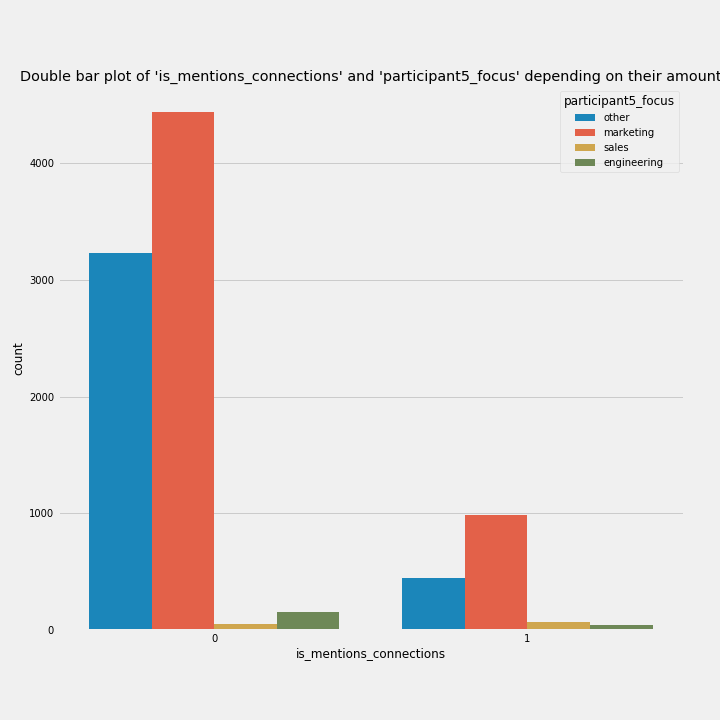 Double bar plot of 'is_mentions_connections' and 'participant5_focus' depending on their amount
participant5_focus
other
marketing
sales
engineering
4000
3000
2000
1000
0
count
0 1
is_mentions_connections